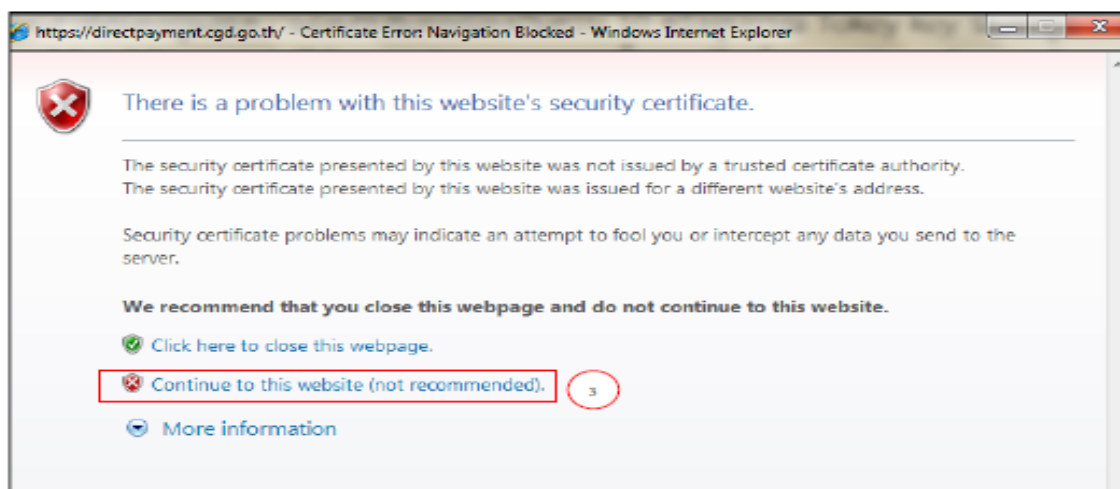 https://directpayment.cgd.go.th/ - Certificate Error: Navigation Blocked - Windows Internet Explorer
There is a problem with this website's security certificate.
The security certificate presented by this website was not issued by a trusted certificate authority.
The security certificate presented by this website was issued for a different website's address.
Security certificate problems may indicate an attempt to fool you or intercept any data you send to the
server.
We recommend that you close this webpage and do not continue to this website.
Click here to close this webpage.
Continue to this website (not recommended).
3
More information